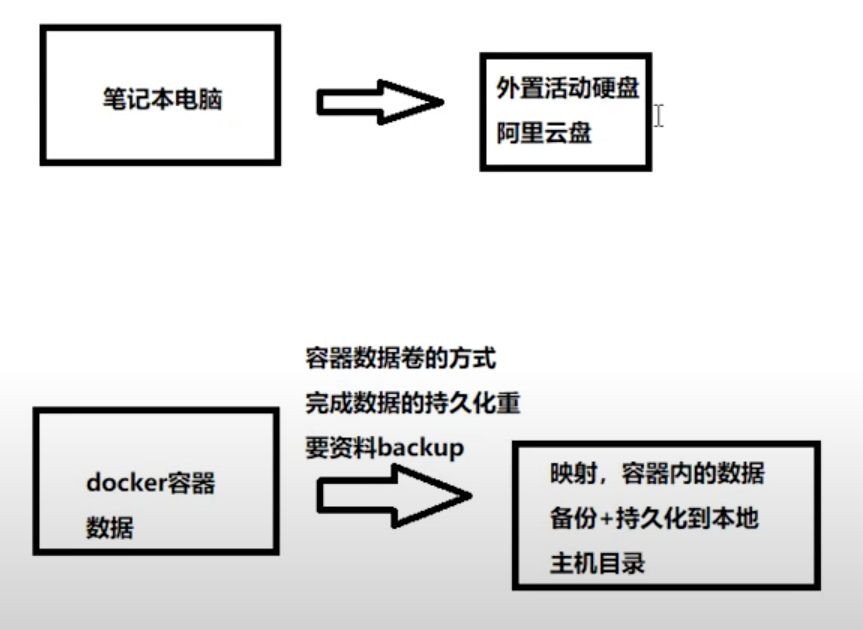 笔记本电脑
外置活动硬盘
阿里云盘
容器数据卷的方式
完成数据的持久化重
要资料backup
docker容器
数据
映射，容器内的数据
备份+持久化到本地
主机目录